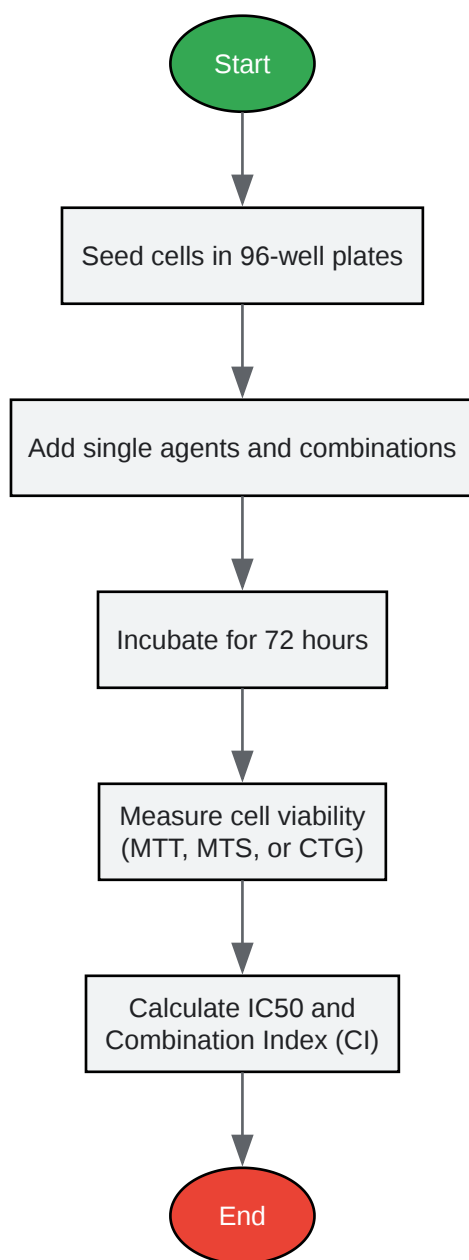 Start
Seed cells in 96-well plates
Add single agents and combinations
Incubate for 72 hours
Measure cell viability
(MTT, MTS, or CTG)
Calculate IC50 and
Combination Index (CI)
End